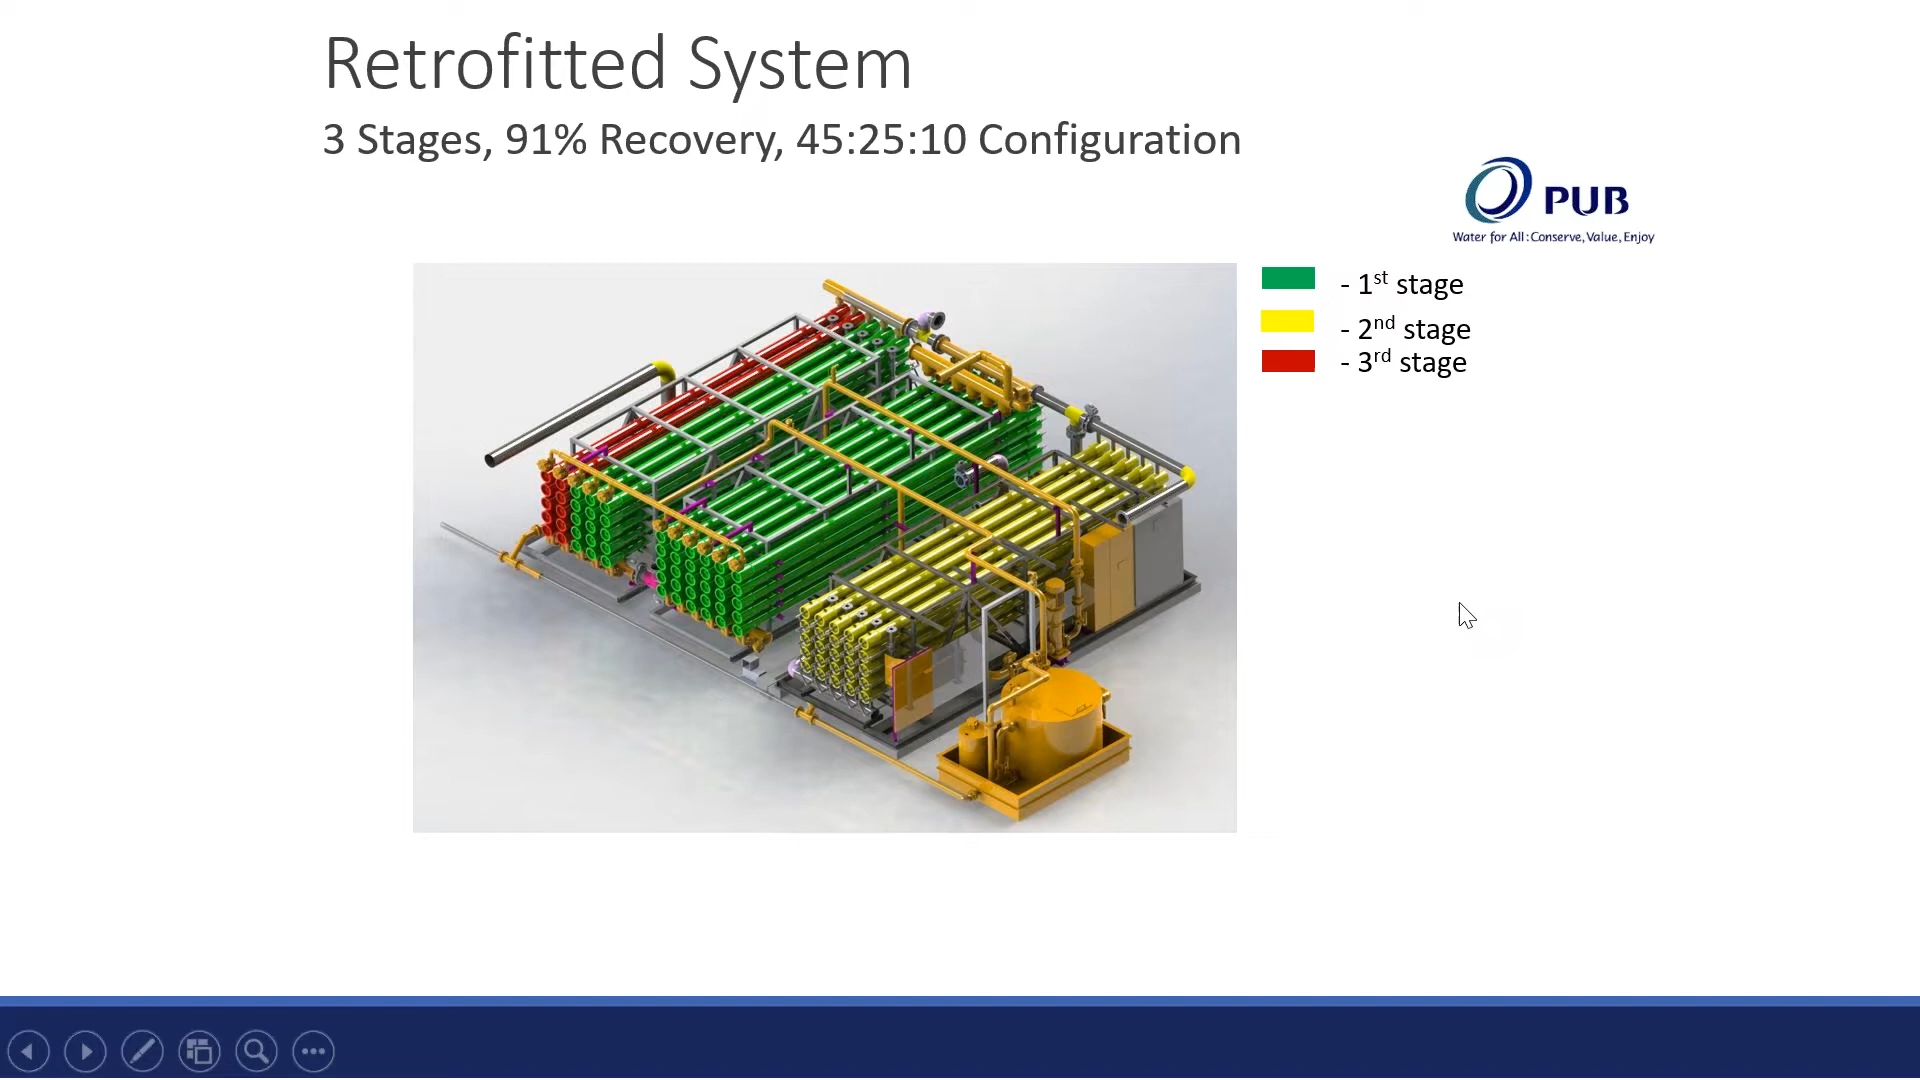 Retrofitted System
3 Stages, 91% Recovery, 45:25:10 Configuration
PUB
Water for All: Conserve, Value, Enjoy
- 1st stage
- 2nd stage
- 3rd stage